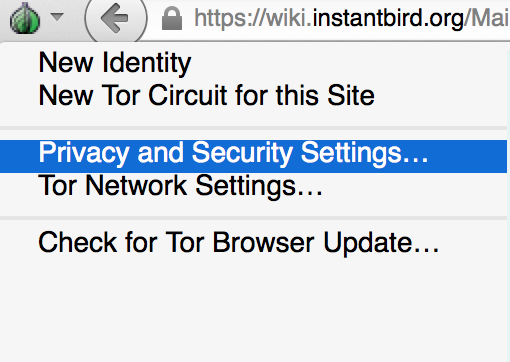 https://wiki.instantbird.org/Mai
New Identity
New Tor Circuit for this Site
Privacy and Security Settings…
Tor Network Settings…
Check for Tor Browser Update…